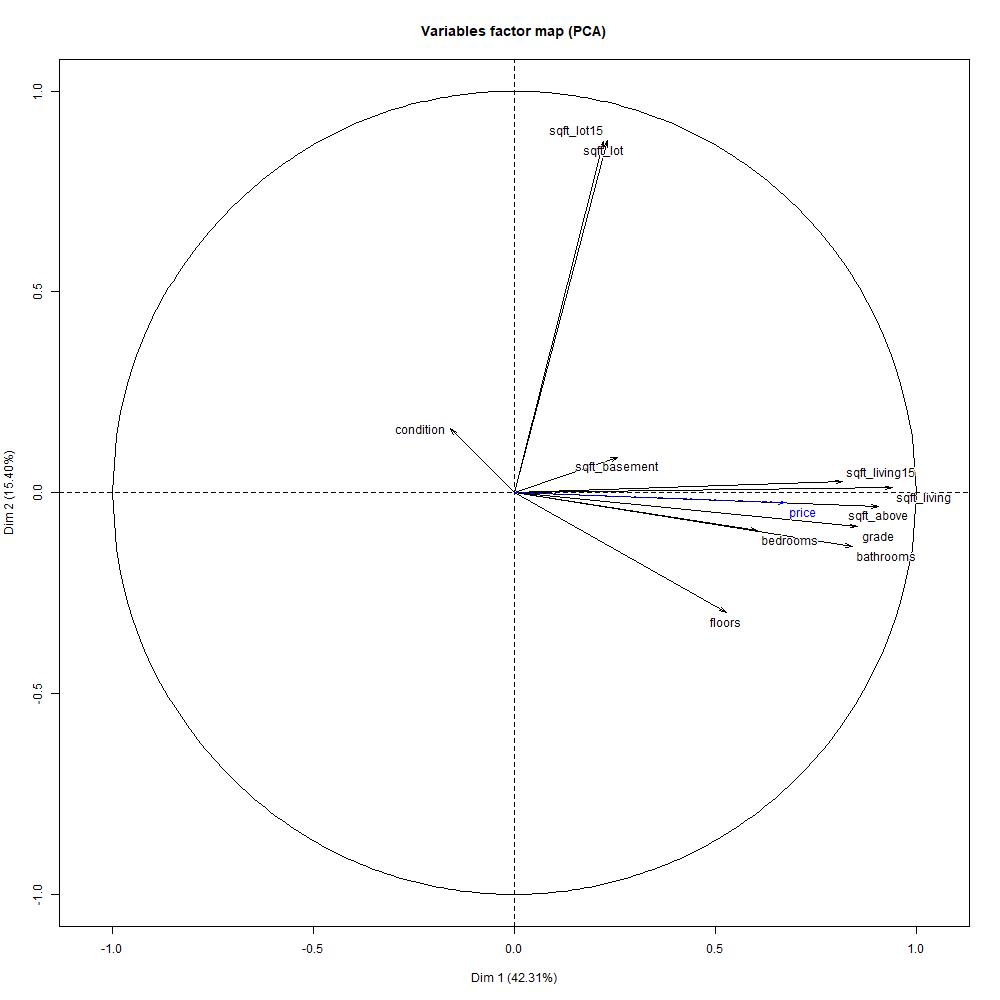 Variables factor map (PCA)
1.0
0.5
0.0
-0.5
-1.0
Dim 2 (15.40%)
sqft_lot15
sqft_lot
condition
sqft_basement
sqft_living15
sqft_living
price
sqft_above
grade
bedrooms
bathrooms
floors
-1.0
-0.5
0.0
0.5
1.0
Dim 1 (42.31%)